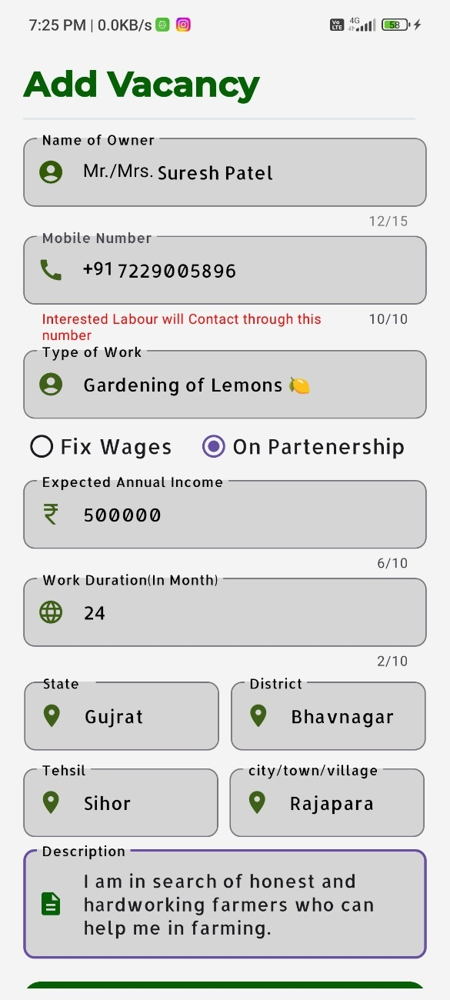 7:25 PM | 0.0KB/s Vo LTE 4G 58
Add Vacancy
Name of Owner
Mr./Mrs. Suresh Patel
12/15
Mobile Number
+91 7229005896
Interested Labour will Contact through this 10/10
number
Type of Work
Gardening of Lemons 🍋
Fix Wages On Partenership
Expected Annual Income
₹ 500000
6/10
Work Duration(In Month)
24
2/10
State District
Gujrat Bhavnagar
Tehsil city/town/village
Sihor Rajapara
Description
I am in search of honest and
hardworking farmers who can
help me in farming.